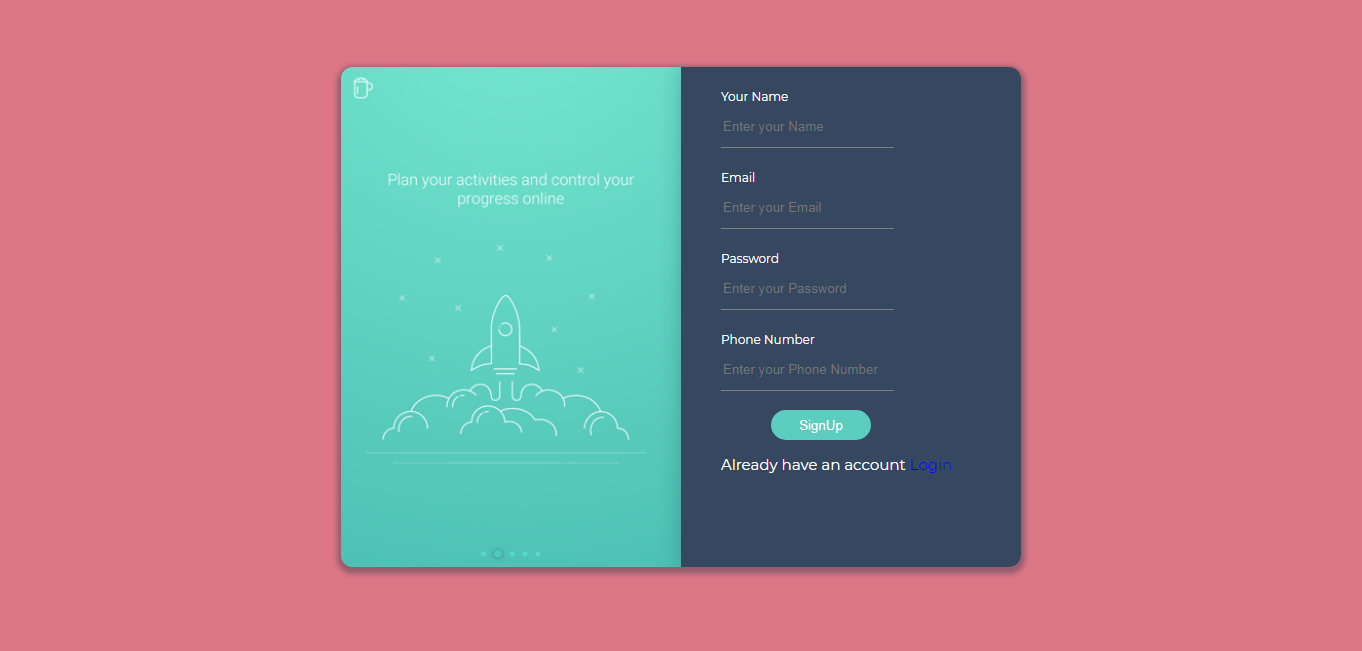 Plan your activities and control your
progress online
Your Name
Enter your Name
Email
Enter your Email
Password
Enter your Password
Phone Number
Enter your Phone Number
SignUp
Already have an account Login